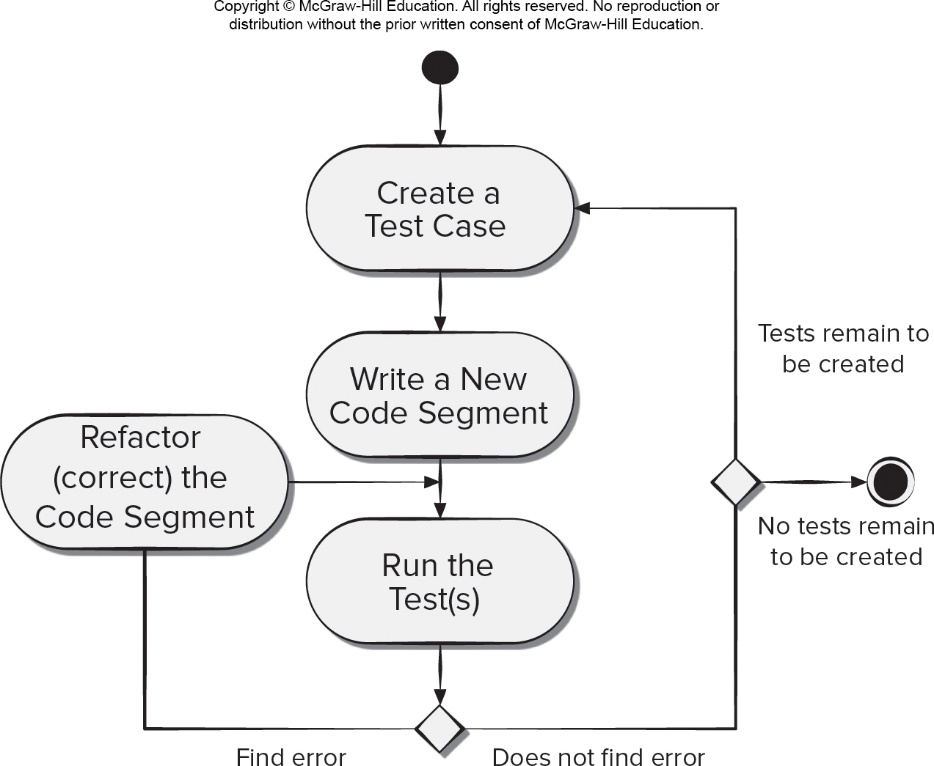 Copyright © McGraw-Hill Education. All rights reserved. No reproduction or
distribution without the prior written consent of McGraw-Hill Education.
Create a
Test Case
Tests remain to
be created
Write a New
Code Segment
Refactor
(correct) the
Code Segment
No tests remain
to be created
Run the
Test(s)
Find error
Does not find error